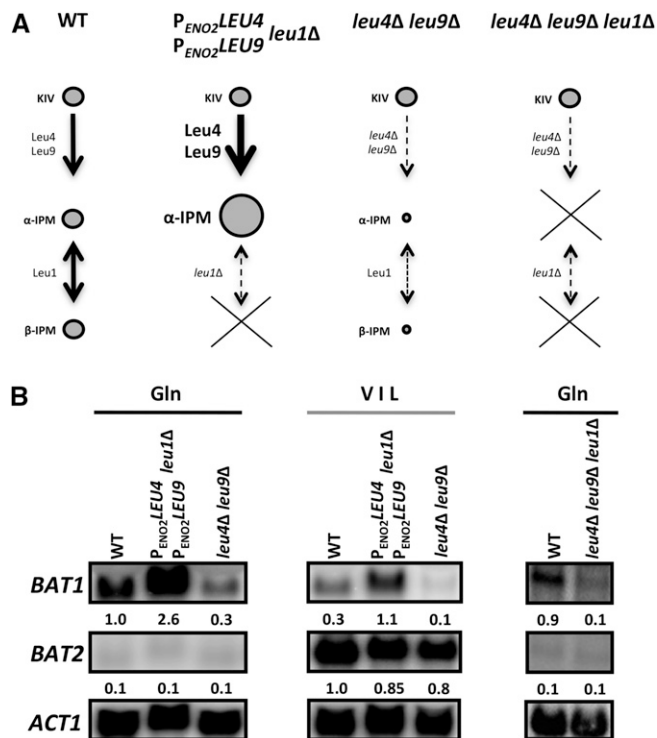 A
WT
PENO2LEU4
PENO2LEU9
leu1Δ
leu4Δ leu9Δ
leu4Δ leu9Δ leu1Δ
KIV
KIV
KIV
KIV
Leu4
Leu9
Leu4
Leu9
leu4Δ
leu9Δ
leu4Δ
leu9Δ
α-IPM
α-IPM
α-IPM
Leu1
leu1Δ
Leu1
leu1Δ
β-IPM
β-IPM
B
Gln
V I L
Gln
WT
PENO2LEU4 leu1Δ
PENO2LEU9
leu4Δ leu9Δ
WT
PENO2LEU4 leu1Δ
PENO2LEU9
leu4Δ leu9Δ
WT
leu4Δ leu9Δ leu1Δ
BAT1
1.0 2.6 0.3 0.3 1.1 0.1 0.9 0.1
BAT2
0.1 0.1 0.1 1.0 0.85 0.8 0.1 0.1
ACT1